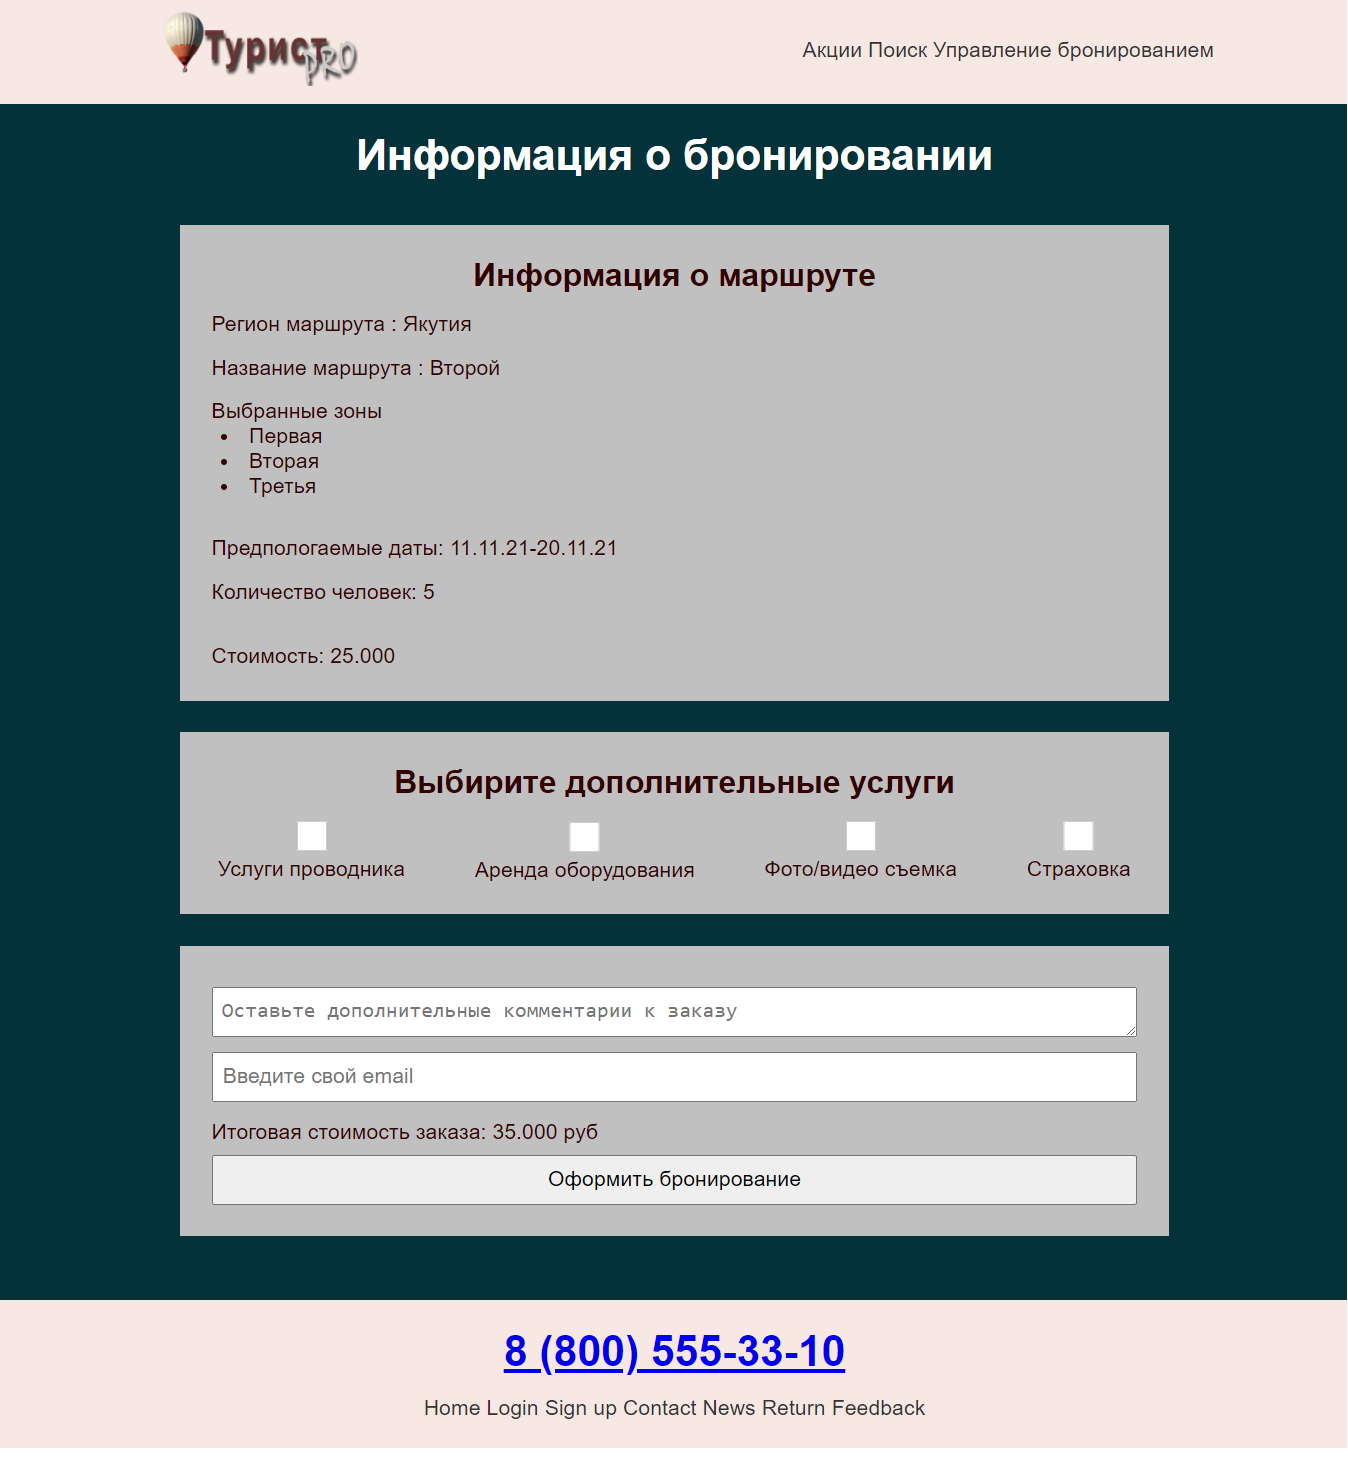 Турист PRO
Акции Поиск Управление бронированием
Информация о бронировании
Информация о маршруте
Регион маршрута : Якутия
Название маршрута : Второй
Выбранные зоны
• Первая
• Вторая
• Третья
Предпологаемые даты: 11.11.21-20.11.21
Количество человек: 5
Стоимость: 25.000
Выбирите дополнительные услуги
Услуги проводника
Аренда оборудования
Фото/видео съемка
Страховка
Оставьте дополнительные комментарии к заказу
Введите свой email
Итоговая стоимость заказа: 35.000 руб
Оформить бронирование
8 (800) 555-33-10
Home Login Sign up Contact News Return Feedback